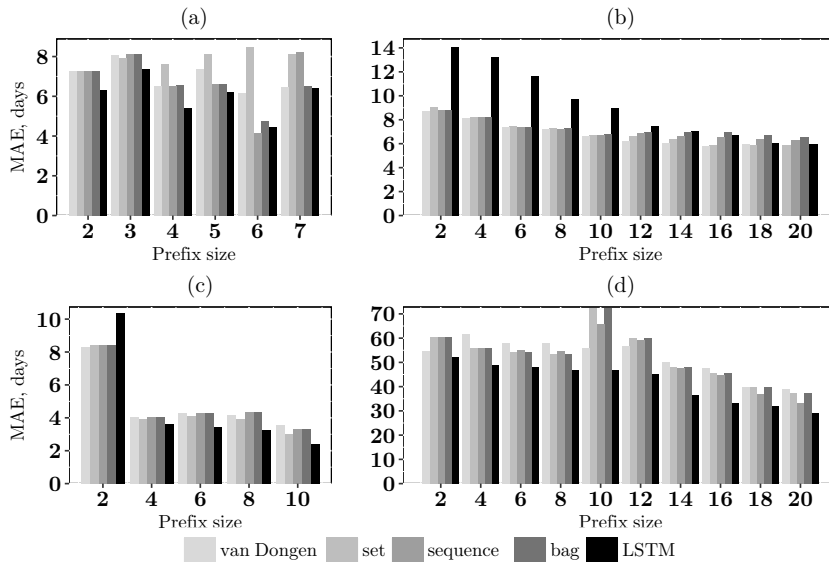 (a)
(b)
MAE, days
8
6
4
2
0
2 3 4 5 6 7
Prefix size
14
12
10
8
6
4
2
0
2 4 6 8 10 12 14 16 18 20
Prefix size
(c)
(d)
MAE, days
10
8
6
4
2
0
2 4 6 8 10
Prefix size
70
60
50
40
30
20
10
0
2 4 6 8 10 12 14 16 18 20
Prefix size
van Dongen set sequence bag LSTM